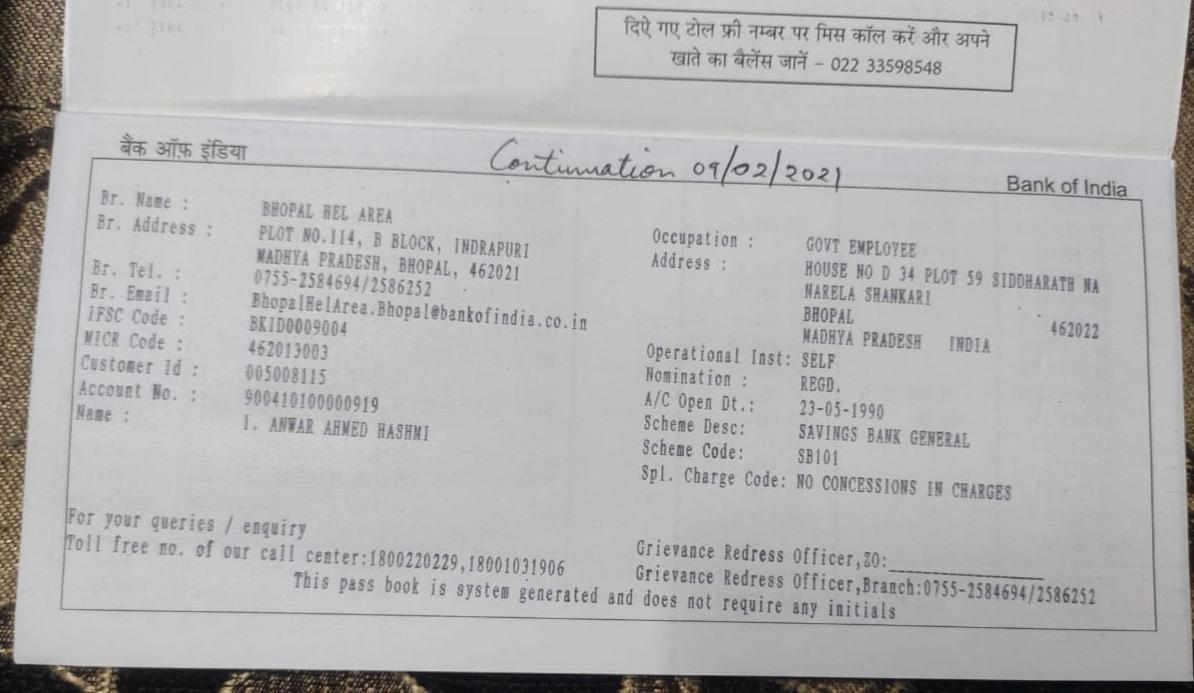 दिऐ गए टोल फ्री नम्बर पर मिस कॉल करें और अपने
खाते का बैलेंस जानें – 022 33598548
बैंक ऑफ़ इंडिया
Continuation 09/02/2021
Bank of India
Br. Name : BHOPAL HEL AREA
Br. Address : PLOT NO.114, B BLOCK, INDRAPURI
MADHYA PRADESH, BHOPAL, 462021
Br. Tel. : 0755-2584694/2586252
Br. Email : BhopalHelArea.Bhopal@bankofindia.co.in
IFSC Code : BKID0009004
MICR Code : 462013003
Customer Id : 005008115
Account No. : 900410100000919
Name : 1. ANWAR AHMED HASHMI
Occupation : GOVT EMPLOYEE
Address : HOUSE NO D 34 PLOT 59 SIDDHARATH NA
NARELA SHANKARI
BHOPAL 462022
MADHYA PRADESH INDIA
Operational Inst: SELF
Nomination : REGD.
A/C Open Dt.: 23-05-1990
Scheme Desc: SAVINGS BANK GENERAL
Scheme Code: SB101
Spl. Charge Code: NO CONCESSIONS IN CHARGES
For your queries / enquiry
Toll free no. of our call center:1800220229,18001031906
Grievance Redress Officer,ZO:
Grievance Redress Officer,Branch:0755-2584694/2586252
This pass book is system generated and does not require any initials